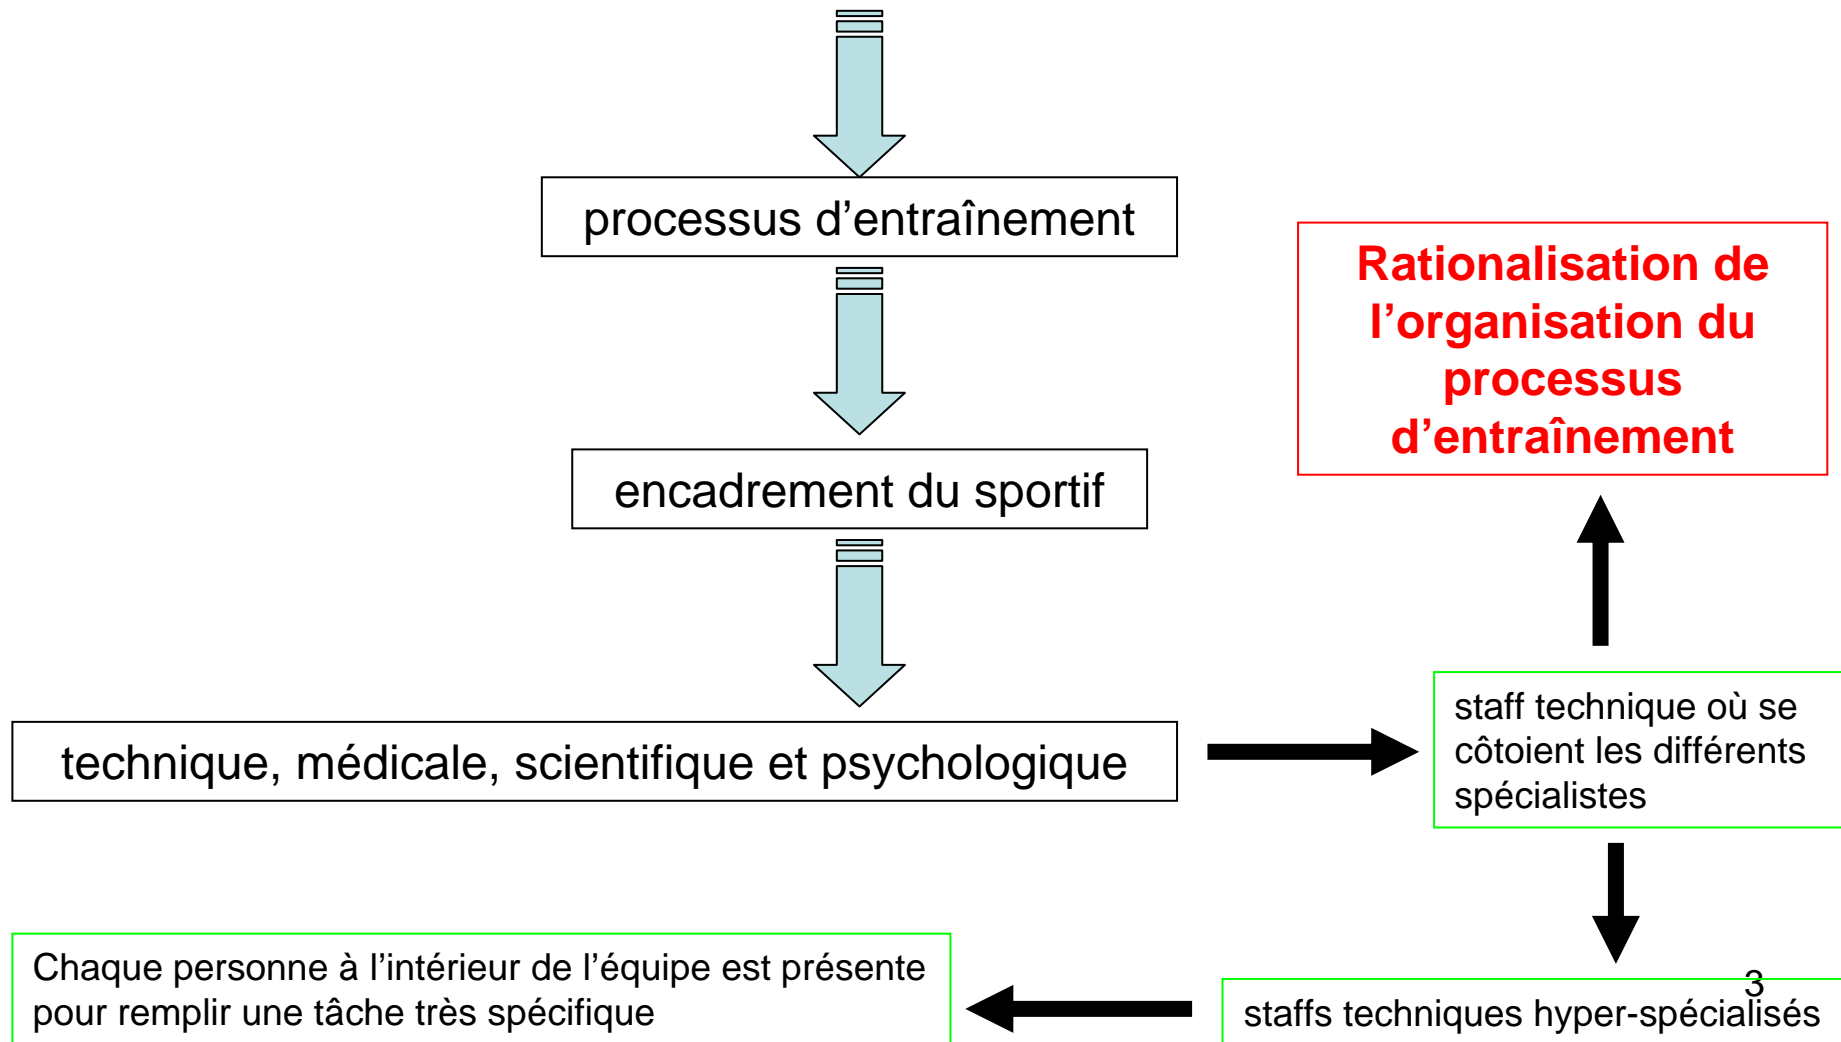 processus d’entraînement
Rationalisation de
l’organisation du
processus
d’entraînement
encadrement du sportif
technique, médicale, scientifique et psychologique
staff technique où se
côtoient les différents
spécialistes
Chaque personne à l’intérieur de l’équipe est présente
pour remplir une tâche très spécifique
3
staffs techniques hyper-spécialisés